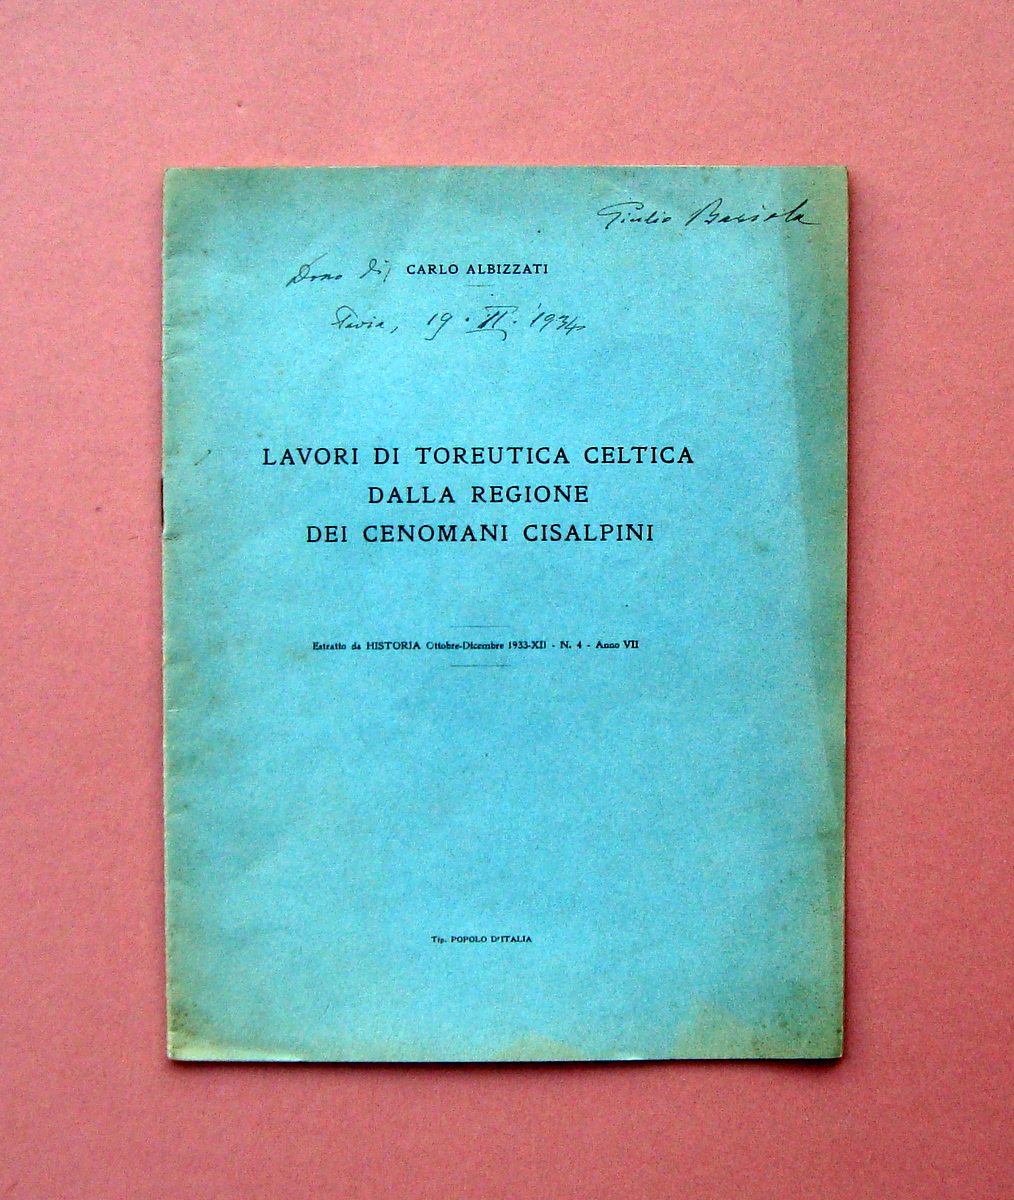 Giulio Bariola
Dono di, CARLO ALBIZZATI
Pavia, 19 · II · 1934
LAVORI DI TOREUTICA CELTICA
DALLA REGIONE
DEI CENOMANI CISALPINI
Estratto da HISTORIA Ottobre-Dicembre 1933-XII - N. 4 - Anno VII
Tip. POPOLO D'ITALIA